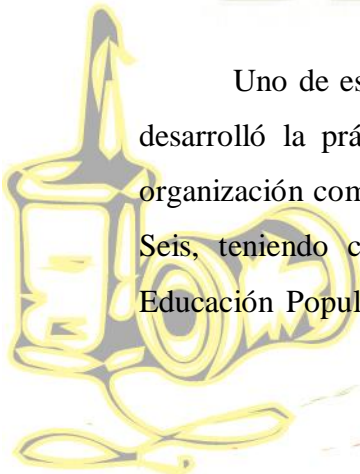 Uno de es
desarrolló la prá
organización com
Seis, teniendo c
Educación Popul